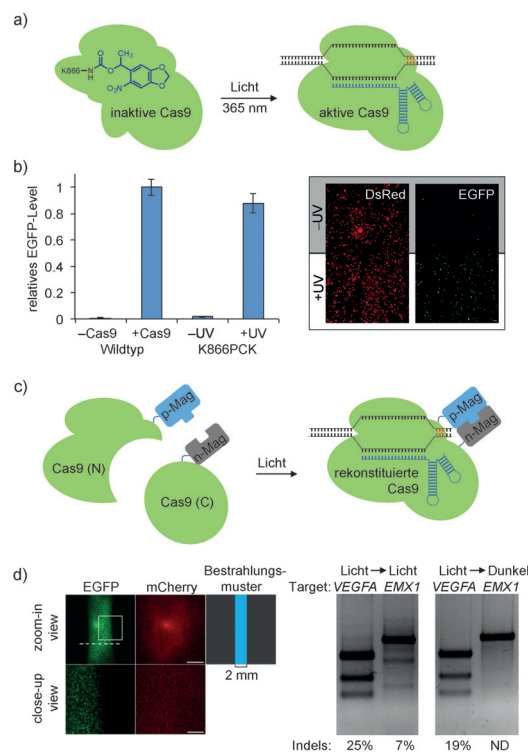 a)
K866
N
H
O
O
CH₃
NO₂
O
O
inaktive Cas9
Licht
365 nm
aktive Cas9
b)
relatives EGFP-Level
1
0.8
0.6
0.4
0.2
0
–Cas9 +Cas9 –UV +UV
Wildtyp K866PCK
DsRed EGFP
–UV
+UV
c)
p-Mag
n-Mag
Cas9 (N)
Cas9 (C)
Licht
p-Mag
n-Mag
rekonstituierte
Cas9
d)
EGFP mCherry Bestrahlungs-
muster
zoom-in
view
close-up
view
2 mm
Licht → Licht Licht → Dunkel
Target: VEGFA EMX1 VEGFA EMX1
Indels: 25% 7% 19% ND